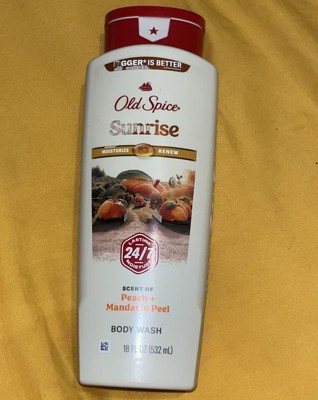 IS BETTER
Old Spice
Sunrise
MOISTURIZE RENEW
LASTING
24/7
MOISTURE
SCENT OF
Peach +
Mandarin Peel
BODY WASH
18 FL OZ (532 mL)